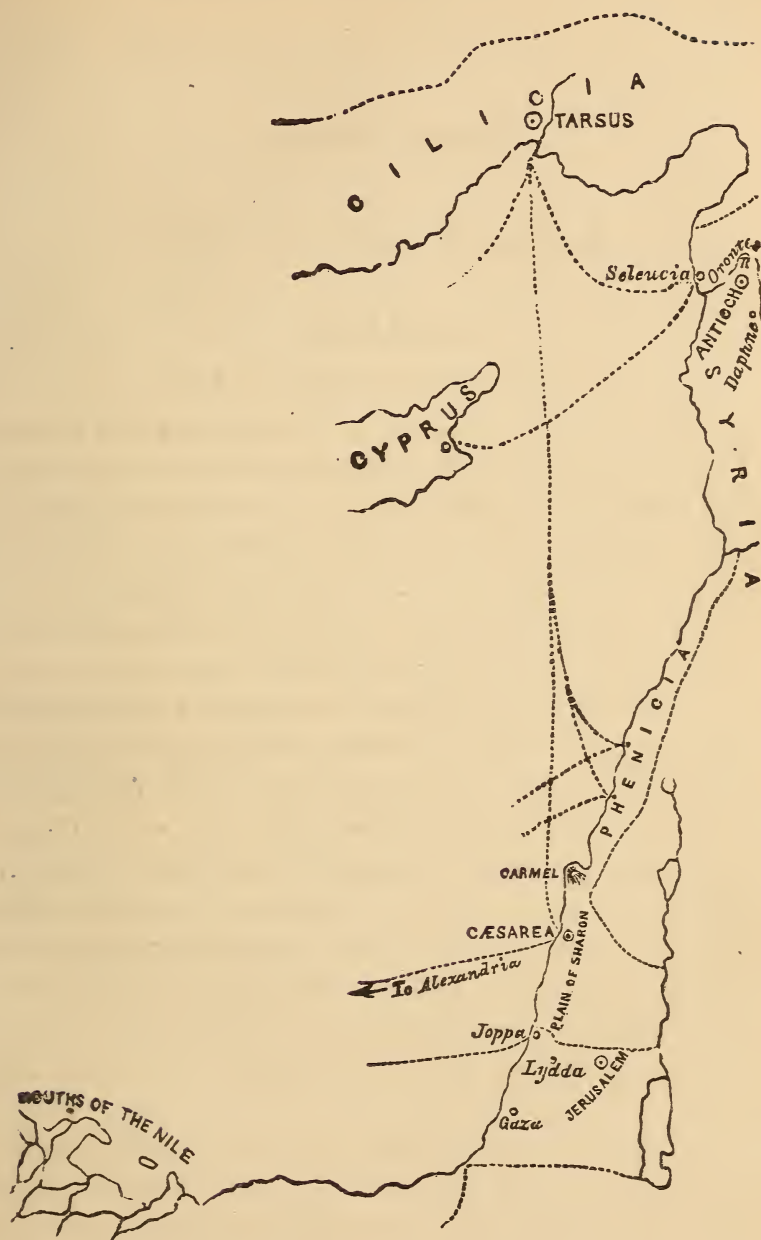 CILICIA
TARSUS
Seleucia
Orontes
R
ANTIOCH
Daphne
SYRIA
CYPRUS
PHENICIA
CARMEL
CÆSAREA
PLAIN OF SHARON
To Alexandria
Joppa
Lydda
JERUSALEM
Gaza
MOUTHS OF THE NILE